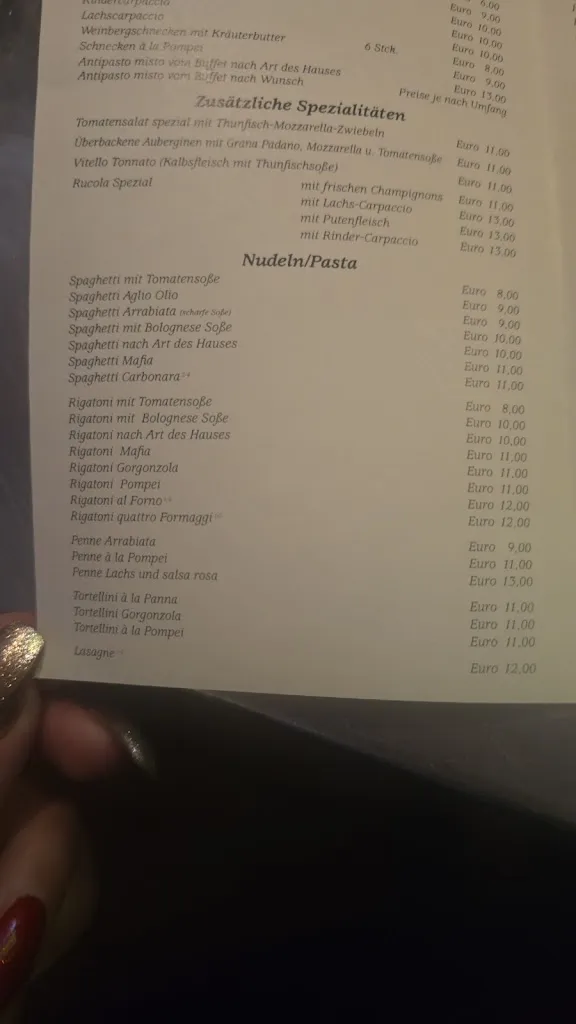 Rindercarpaccio
Lachscarpaccio Euro 9,00
Weinbergschnecken mit Kräuterbutter 6 Stck. Euro 10,00
Schnecken à la Pompei Euro 10,00
Antipasto misto vom Buffet nach Art des Hauses
Antipasto misto vom Buffet nach Wunsch Preise je nach Umfang
Zusätzliche Spezialitäten
Tomatensalat spezial mit Thunfisch-Mozzarella-Zwiebeln Euro 11,00
Überbackene Auberginen mit Grana Padano, Mozzarella u. Tomatensoße Euro 11,00
Vitello Tonnato (Kalbsfleisch mit Thunfischsoße) Euro 11,00
Rucola Spezial mit frischen Champignons Euro 11,00
mit Lachs-Carpaccio Euro 13,00
mit Putenfleisch Euro 13,00
mit Rinder-Carpaccio Euro 13,00
Nudeln/Pasta
Spaghetti mit Tomatensoße Euro 8,00
Spaghetti Aglio Olio Euro 9,00
Spaghetti Arrabiata (scharfe Soße) Euro 9,00
Spaghetti mit Bolognese Soße Euro 10,00
Spaghetti nach Art des Hauses Euro 10,00
Spaghetti Mafia Euro 11,00
Spaghetti Carbonara Euro 11,00
Rigatoni mit Tomatensoße Euro 8,00
Rigatoni mit Bolognese Soße Euro 10,00
Rigatoni nach Art des Hauses Euro 10,00
Rigatoni Mafia Euro 11,00
Rigatoni Gorgonzola Euro 11,00
Rigatoni Pompei Euro 11,00
Rigatoni al Forno Euro 12,00
Rigatoni quattro Formaggi Euro 12,00
Penne Arrabiata Euro 9,00
Penne à la Pompei Euro 11,00
Penne Lachs und salsa rosa Euro 13,00
Tortellini à la Panna Euro 11,00
Tortellini Gorgonzola Euro 11,00
Tortellini à la Pompei Euro 11,00
Lasagne Euro 12,00